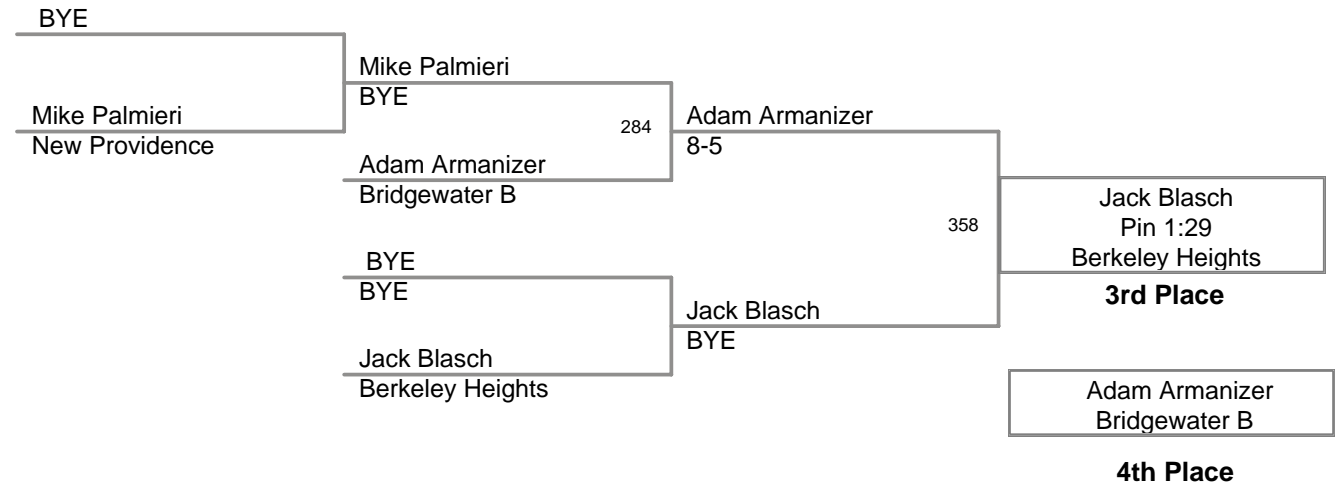 BYE
Mike Palmieri
New Providence
Mike Palmieri
BYE
284
Adam Armanizer
Bridgewater B
BYE
BYE
Jack Blasch
Berkeley Heights
Adam Armanizer
8-5
358
Jack Blasch
BYE
Jack Blasch
Pin 1:29
Berkeley Heights
3rd Place
Adam Armanizer
Bridgewater B
4th Place